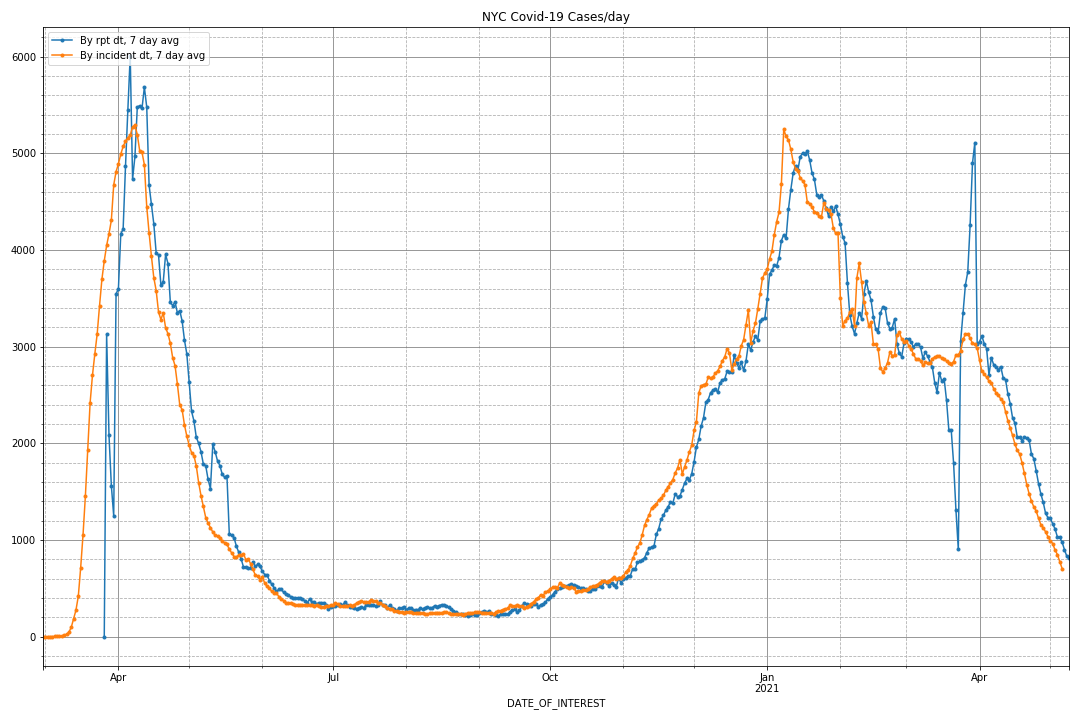 NYC Covid-19 Cases/day
By rpt dt, 7 day avg
By incident dt, 7 day avg
6000
5000
4000
3000
2000
1000
0
Apr
Jul
Oct
Jan
2021
Apr
DATE_OF_INTEREST